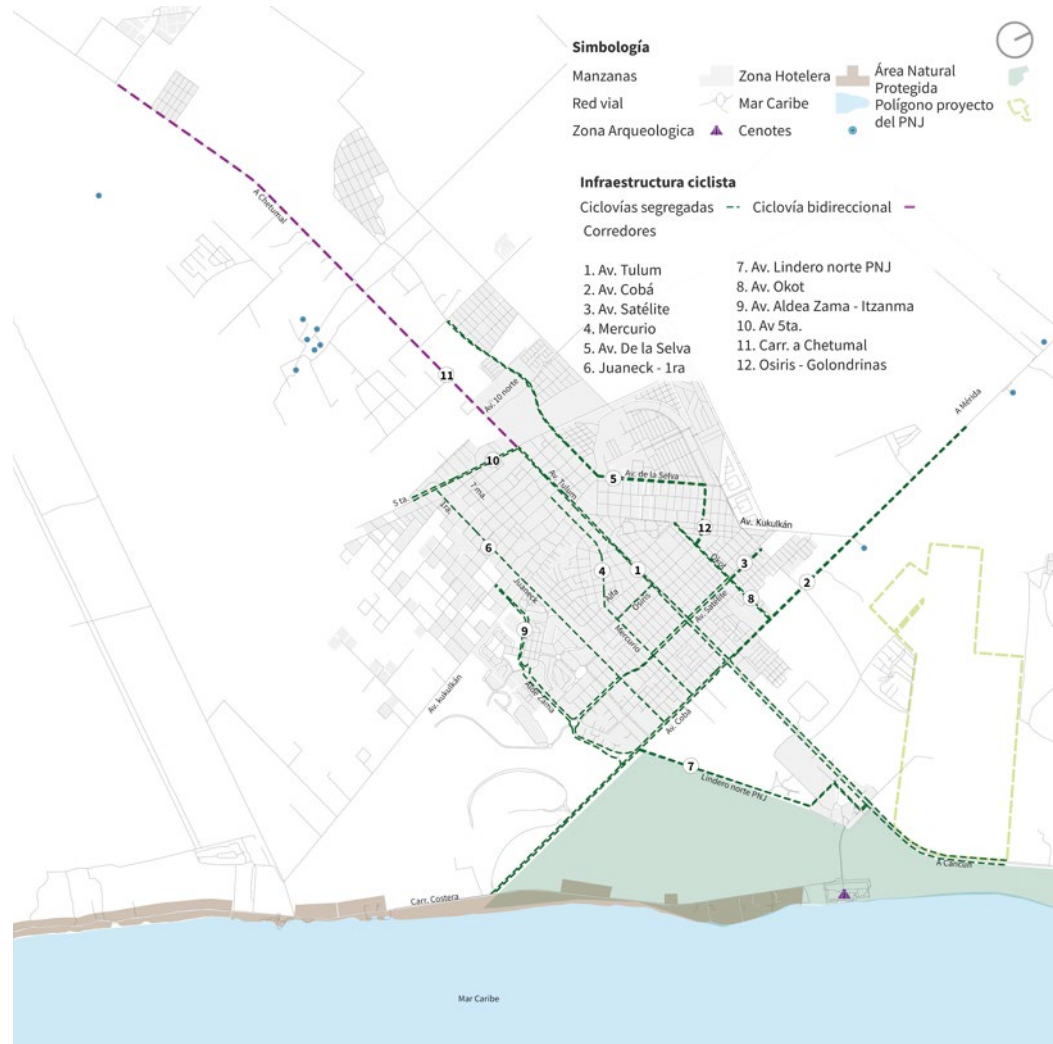 Simbología
Manzanas
Zona Hotelera
Área Natural
Protegida
Red vial
Mar Caribe
Polígono proyecto
del PNJ
Zona Arqueologica
Cenotes
Infraestructura ciclista
Ciclovías segregadas
Ciclovía bidireccional
Corredores
1. Av. Tulum
2. Av. Cobá
3. Av. Satélite
4. Mercurio
5. Av. De la Selva
6. Juaneck - 1ra
7. Av. Lindero norte PNJ
8. Av. Okot
9. Av. Aldea Zama - Itzanma
10. Av 5ta.
11. Carr. a Chetumal
12. Osiris - Golondrinas
A Chetumal
11
Av. 10 norte
A Mérida
10
5 ta.
7 ma.
1ra.
Av. Tulum
5
Av. de la Selva
12
Av. Kukulkán
6
Juaneck
4
Alfa
1
Osiris
Okot
3
8
2
Av. Satélite
Mercurio
9
Aldea Zama
Av. kukulkán
Av. Cobá
7
Lindero norte PNJ
A Cancún
Carr. Costera
Mar Caribe